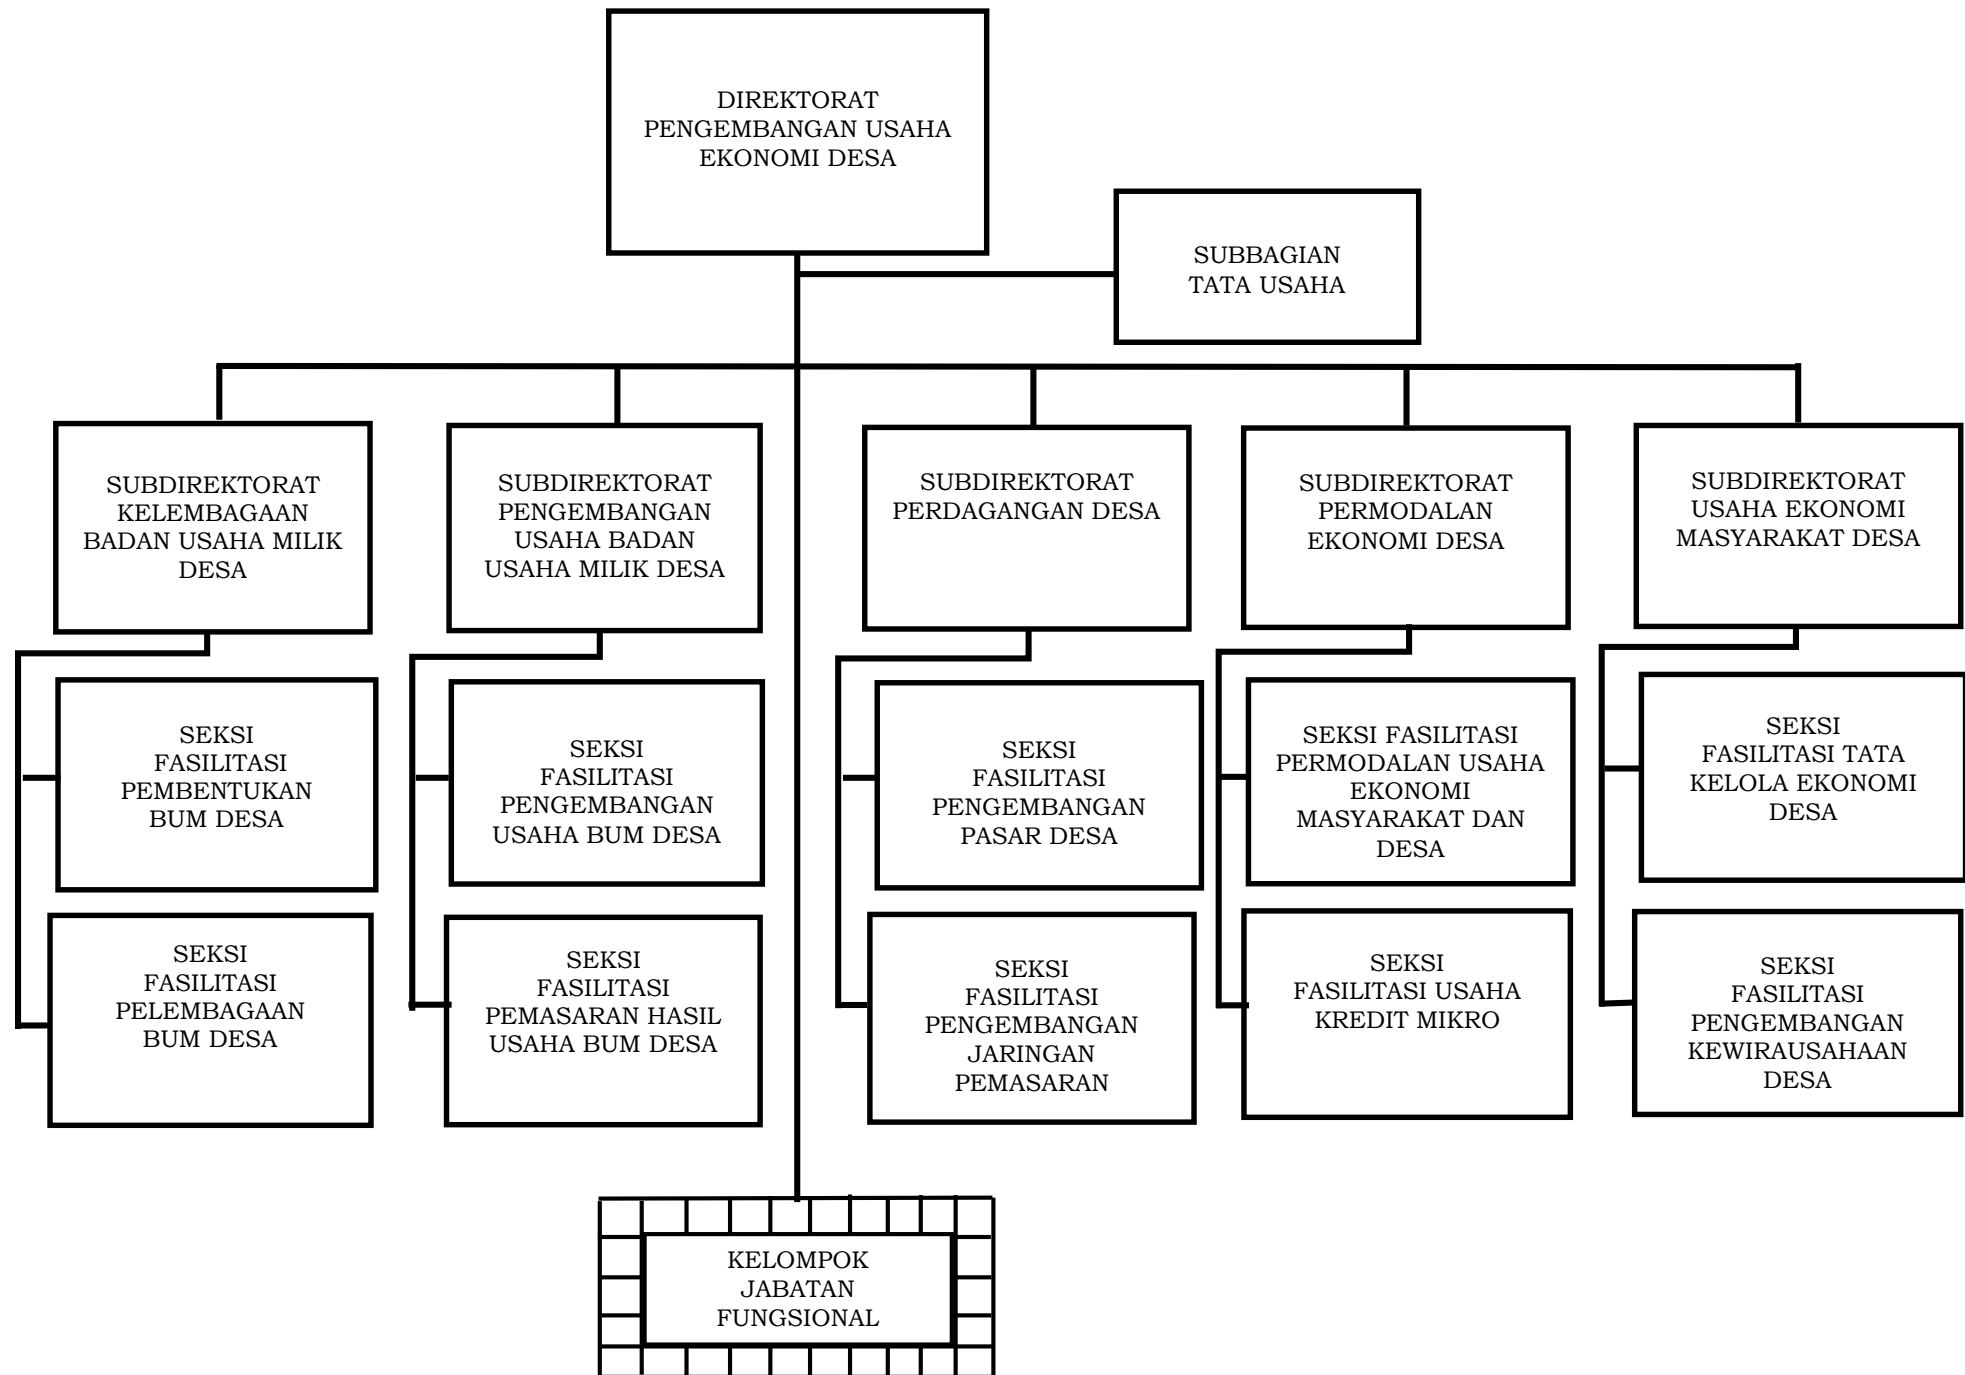 DIREKTORAT
PENGEMBANGAN USAHA
EKONOMI DESA
SUBBAGIAN
TATA USAHA
SUBDIREKTORAT
KELEMBAGAAN
BADAN USAHA MILIK
DESA
SUBDIREKTORAT
PENGEMBANGAN
USAHA BADAN
USAHA MILIK DESA
SUBDIREKTORAT
PERDAGANGAN DESA
SUBDIREKTORAT
PERMODALAN
EKONOMI DESA
SUBDIREKTORAT
USAHA EKONOMI
MASYARAKAT DESA
SEKSI
FASILITASI
PEMBENTUKAN
BUM DESA
SEKSI
FASILITASI
PENGEMBANGAN
USAHA BUM DESA
SEKSI
FASILITASI
PENGEMBANGAN
PASAR DESA
SEKSI FASILITASI
PERMODALAN USAHA
EKONOMI
MASYARAKAT DAN
DESA
SEKSI
FASILITASI TATA
KELOLA EKONOMI
DESA
SEKSI
FASILITASI
PELEMBAGAAN
BUM DESA
SEKSI
FASILITASI
PEMASARAN HASIL
USAHA BUM DESA
SEKSI
FASILITASI
PENGEMBANGAN
JARINGAN
PEMASARAN
SEKSI
FASILITASI USAHA
KREDIT MIKRO
SEKSI
FASILITASI
PENGEMBANGAN
KEWIRAUSAHAAN
DESA
KELOMPOK
JABATAN
FUNGSIONAL